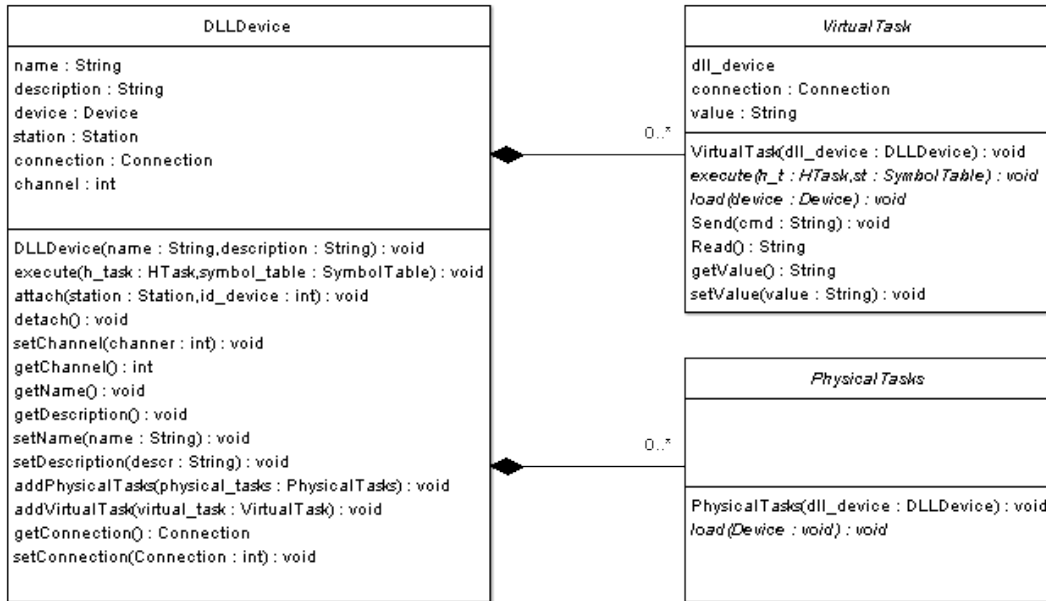 DLLDevice
name : String
description : String
device : Device
station : Station
connection : Connection
channel : int
DLLDevice(name : String,description : String) : void
execute(h_task : HTask,symbol_table : SymbolTable) : void
attach(station : Station,id_device : int) : void
detach() : void
setChannel(channer : int) : void
getChannel() : int
getName() : void
getDescription() : void
setName(name : String) : void
setDescription(descr : String) : void
addPhysicalTasks(physical_tasks : PhysicalTasks) : void
addVirtualTask(virtual_task : VirtualTask) : void
getConnection() : Connection
setConnection(Connection : int) : void
0..*
VirtualTask
dll_device
connection : Connection
value : String
VirtualTask(dll_device : DLLDevice) : void
execute(h_t : HTask,st : SymbolTable) : void
load(device : Device) : void
Send(cmd : String) : void
Read() : String
getValue() : String
setValue(value : String) : void
0..*
PhysicalTasks
PhysicalTasks(dll_device : DLLDevice) : void
load(Device : void) : void